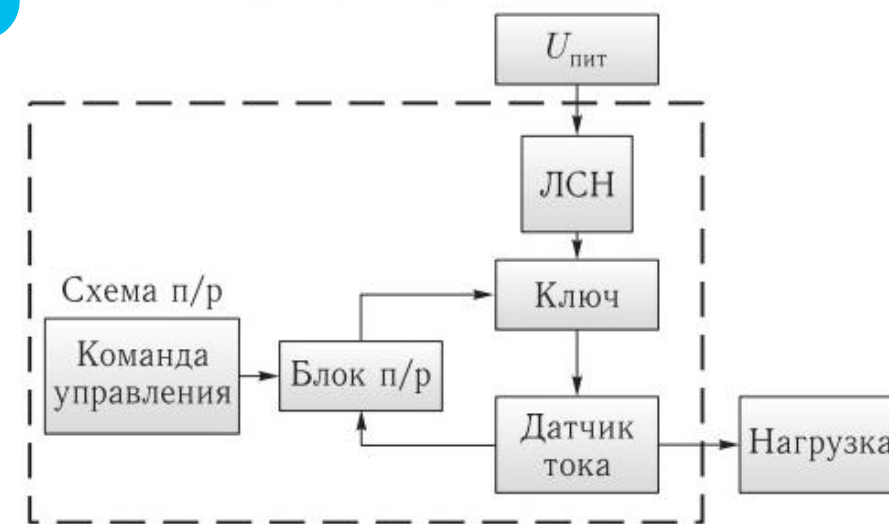 Uпит
ЛСН
Ключ
Схема п/р
Команда
управления
Блок п/р
Датчик
тока
Нагрузка